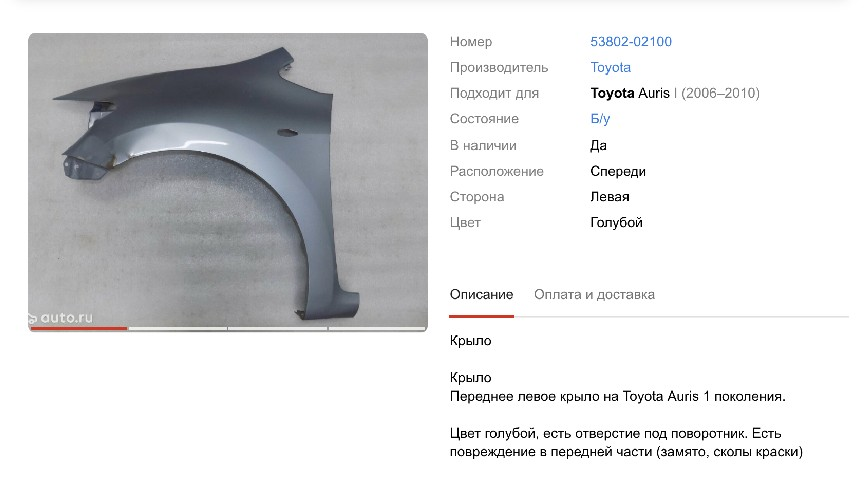 Номер 53802-02100
Производитель Toyota
Подходит для Toyota Auris I (2006–2010)
Состояние Б/у
В наличии Да
Расположение Спереди
Сторона Левая
Цвет Голубой
auto.ru
Описание Оплата и доставка
Крыло
Крыло
Переднее левое крыло на Toyota Auris 1 поколения.
Цвет голубой, есть отверстие под поворотник. Есть
повреждение в передней части (замято, сколы краски)